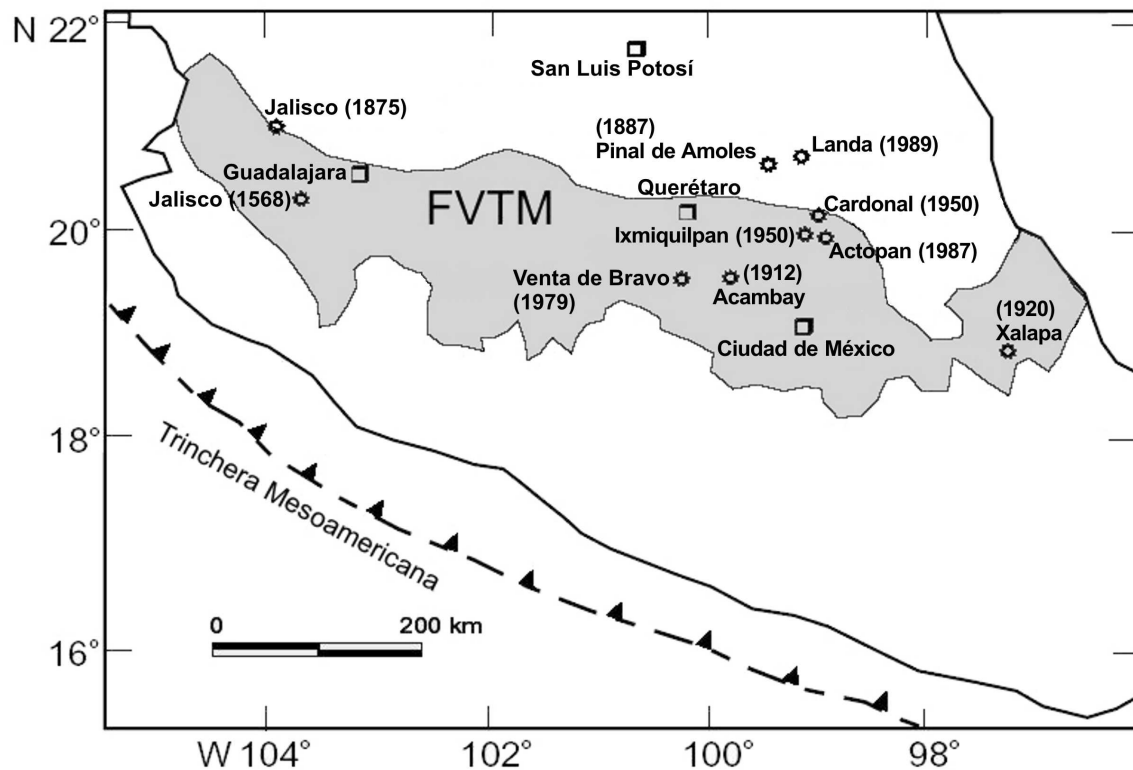 N 22°
San Luis Potosí
Jalisco (1875)
(1887)
Pinal de Amoles
Landa (1989)
Guadalajara
Querétaro
Jalisco (1568)
FVTM
Cardonal (1950)
20°
Ixmiquilpan (1950)
Actopan (1987)
Venta de Bravo
(1979)
(1912)
Acambay
(1920)
Xalapa
Ciudad de México
18°
Trinchera Mesoamericana
0 200 km
16°
W 104° 102° 100° 98°